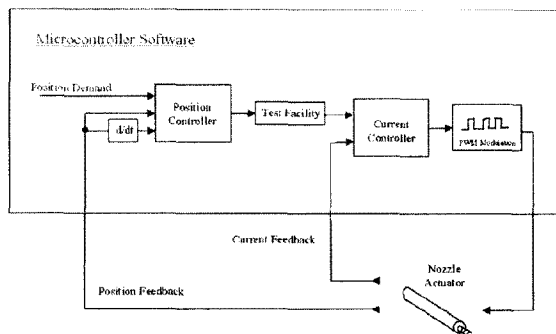 Microcontroller Software
Position Demand
d/dt
Position
Controller
Test Facility
Current
Controller
PWM Modulation
Current Feedback
Nozzle
Actuator
Position Feedback